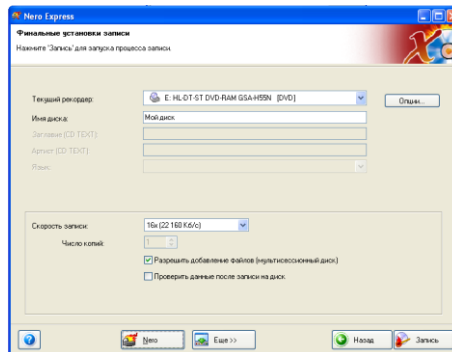 Nero Express
Финальные установки записи
Нажмите 'Запись' для запуска процесса записи.
Текущий рекордер:
E: HL-DT-ST DVD-RAM GSA-H55N [DVD]
Опции...
Имя диска:
Мой диск
Заглавие (CD TEXT):
Артист (CD TEXT)
Язык:
Скорость записи:
16x (22 160 Кб/с)
Число копий:
1
Разрешить добавление файлов (мультисессионный диск)
Проверить данные после записи на диск
Nero
Еще >>
Назад
Запись